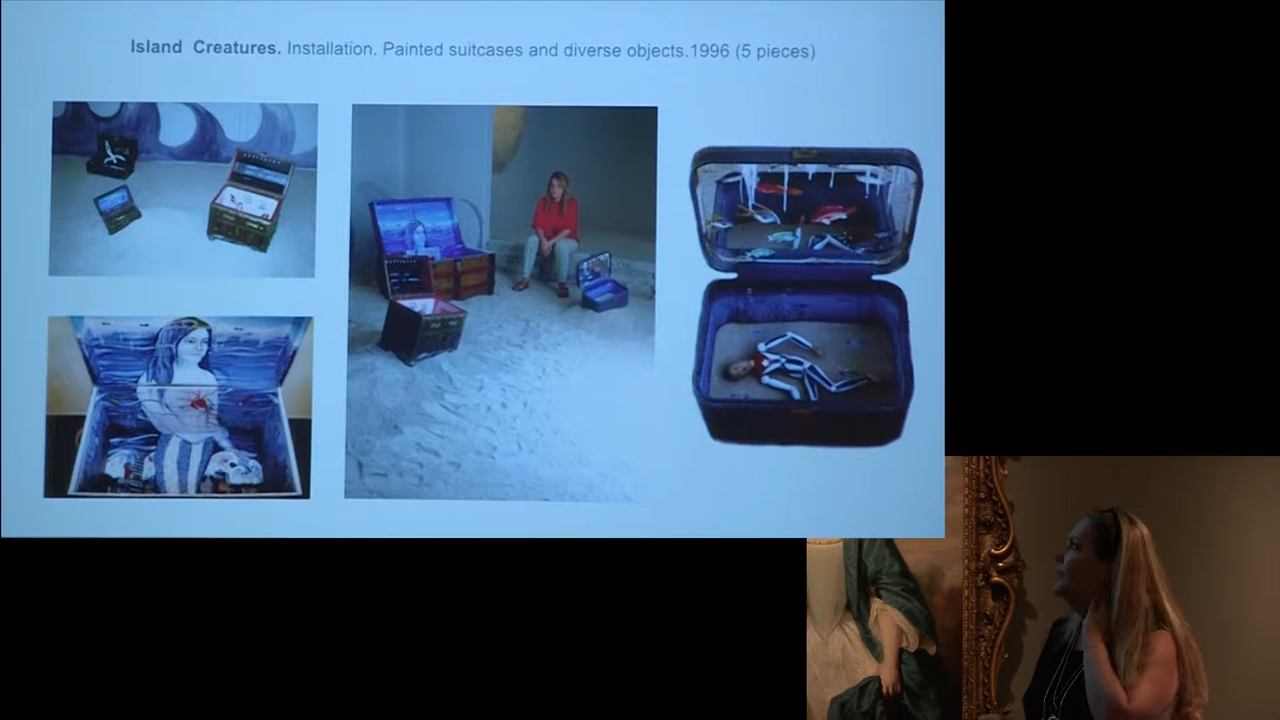 Island Creatures. Installation. Painted suitcases and diverse objects.1996 (5 pieces)